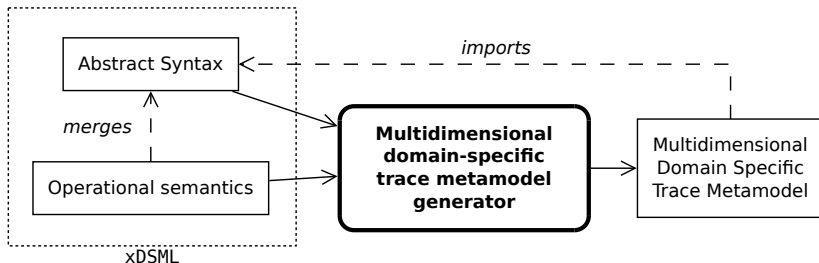 imports
Abstract Syntax
merges
Operational semantics
xDSML
Multidimensional
domain-specific
trace metamodel
generator
Multidimensional
Domain Specific
Trace Metamodel